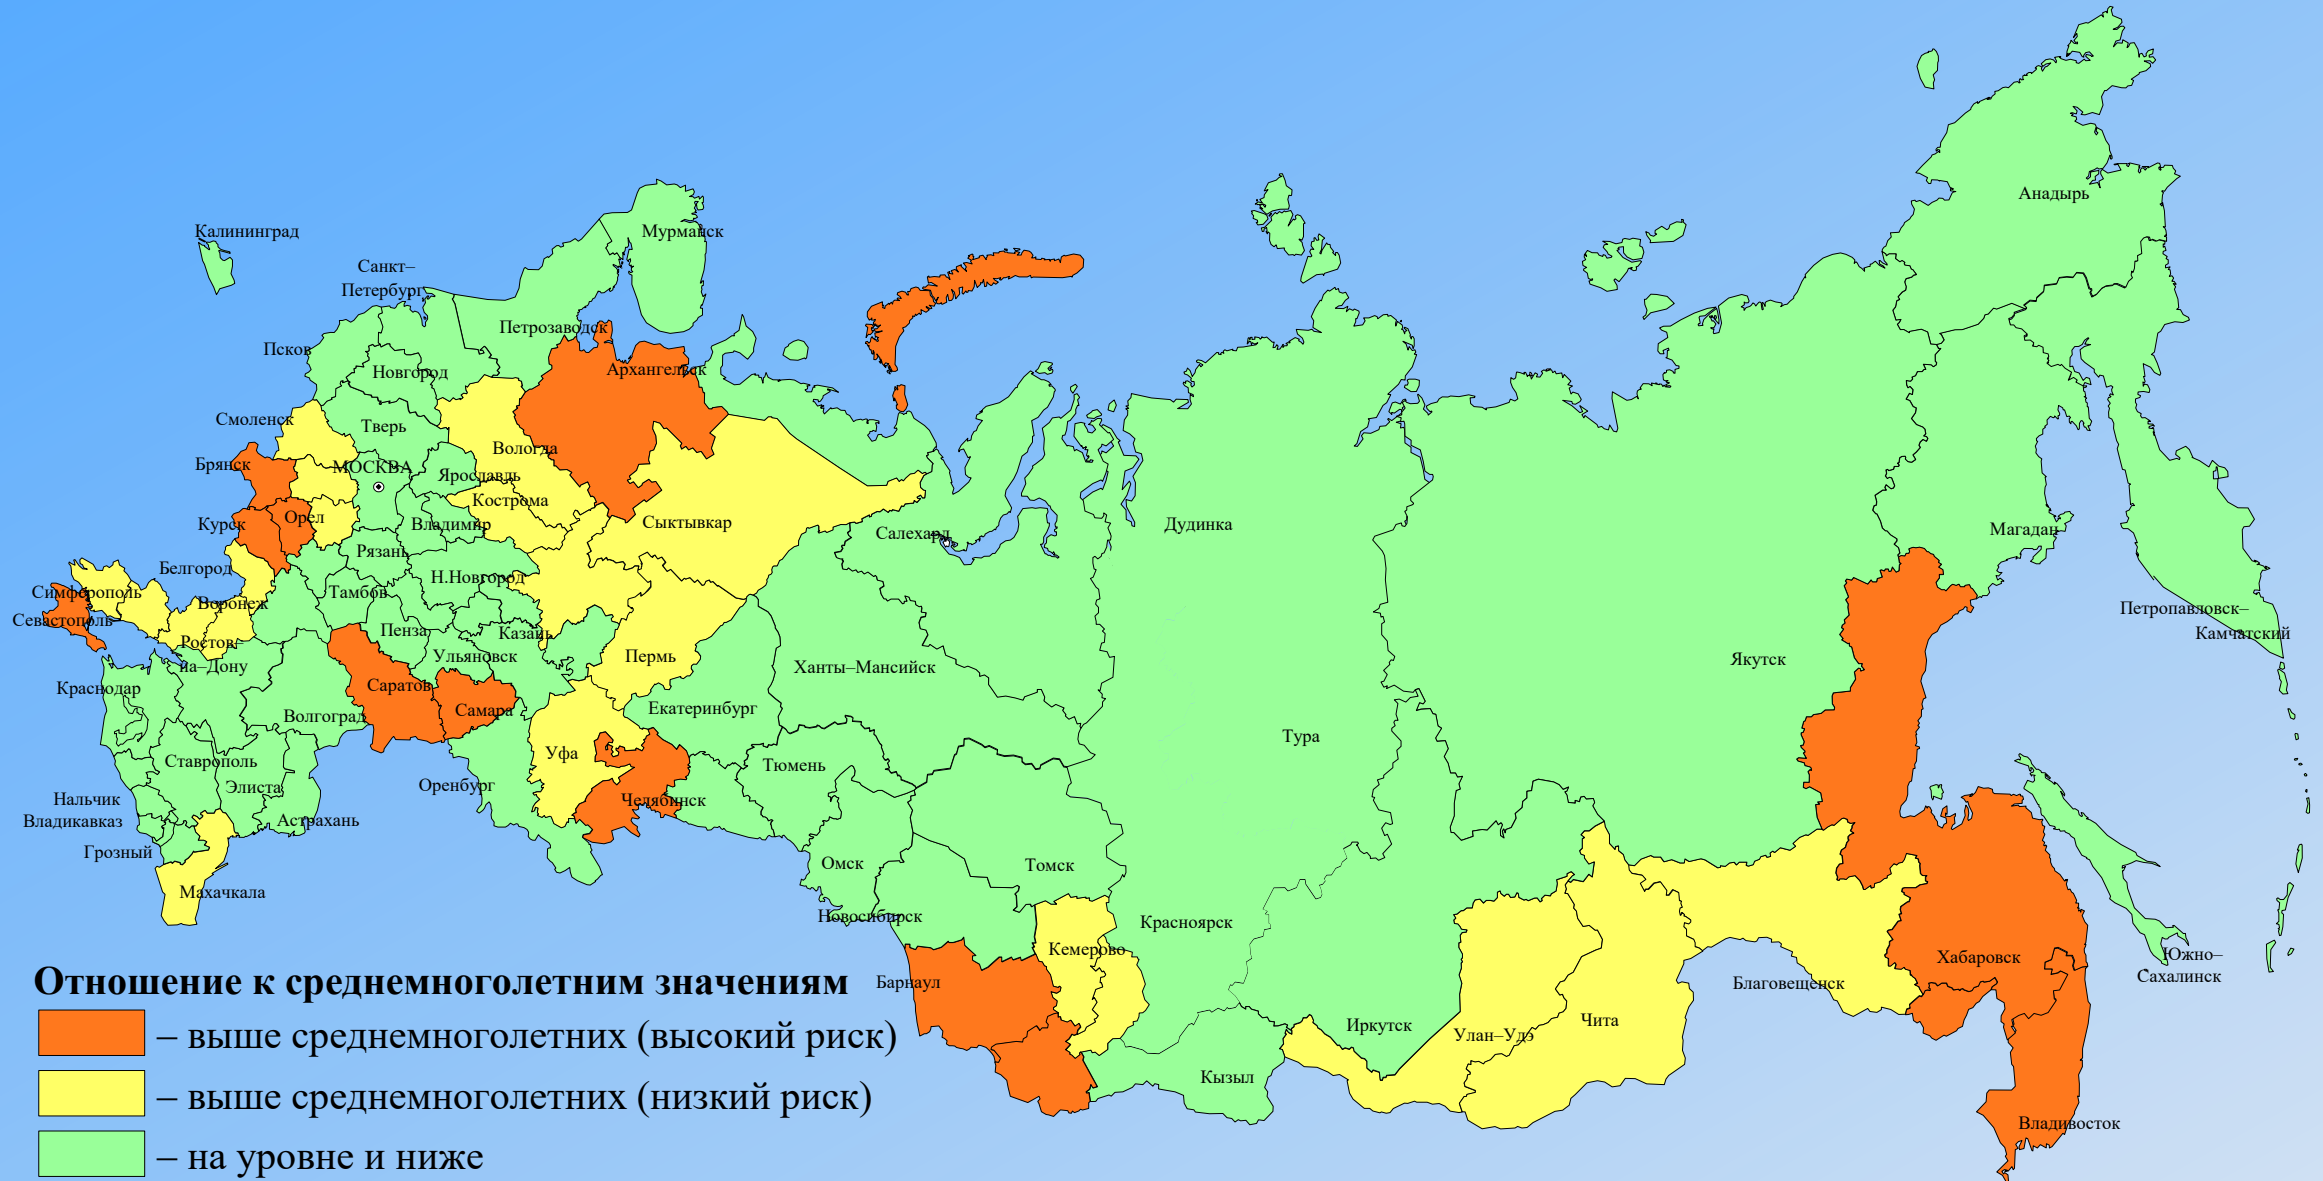 Калининград
Мурманск
Анадырь
Санкт–
Петербург
Петрозаводск
Псков
Новгород
Архангельск
Смоленск
Тверь
Вологда
Брянск
МОСКВА
Ярославль
Кострома
Курск
Орел
Владимир
Сыктывкар
Салехард
Дудинка
Магадан
Рязань
Белгород
Н.Новгород
Симферополь
Воронеж
Тамбов
Севастополь
Петропавловск–
Камчатский
Пенза
Казань
Ростов–
на–Дону
Ульяновск
Пермь
Ханты–Мансийск
Якутск
Краснодар
Саратов
Самара
Волгоград
Екатеринбург
Тура
Уфа
Ставрополь
Тюмень
Элиста
Оренбург
Нальчик
Челябинск
Владикавказ
Астрахань
Грозный
Омск
Томск
Махачкала
Новосибирск
Красноярск
Кемерово
Хабаровск
Южно–
Сахалинск
Барнаул
Благовещенск
Иркутск
Улан–Удэ
Чита
Кызыл
Владивосток
Отношение к среднемноголетним значениям
– выше среднемноголетних (высокий риск)
– выше среднемноголетних (низкий риск)
– на уровне и ниже